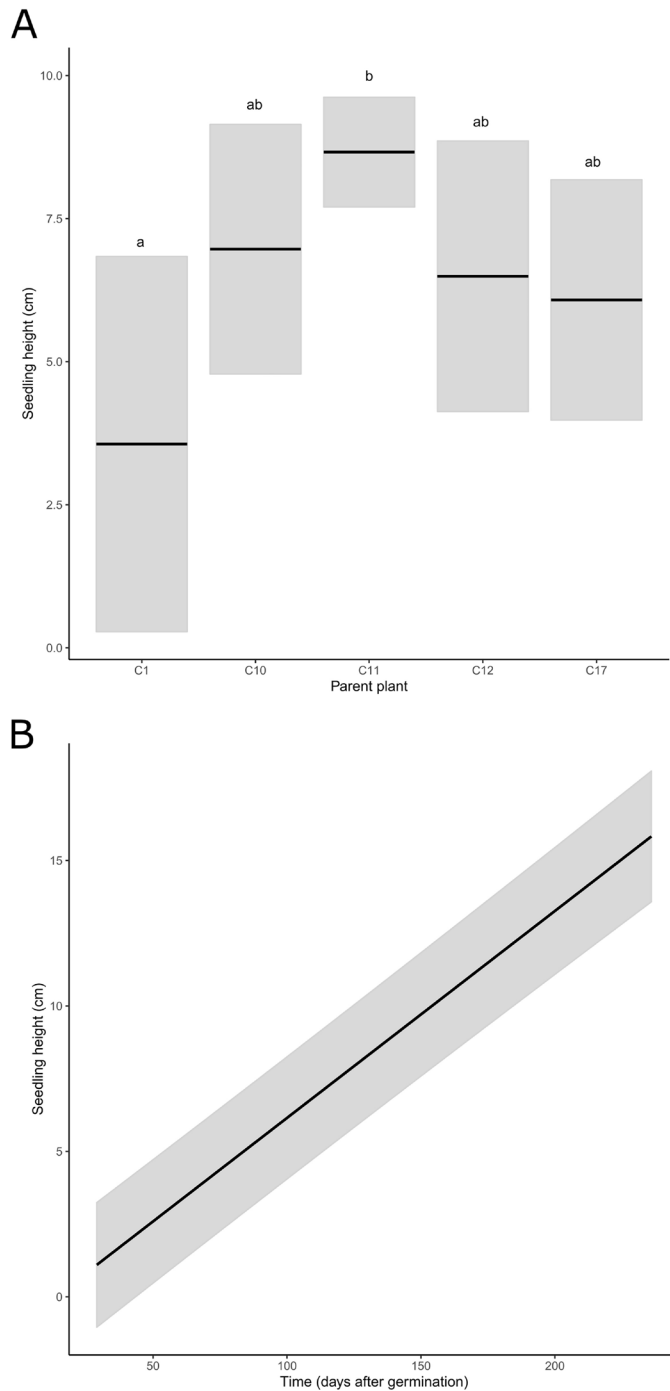 A
10.0
7.5
5.0
2.5
0.0
Seedling height (cm)
a
ab
b
ab
ab
C1
C10
C11
C12
C17
Parent plant
B
15
10
5
0
Seedling height (cm)
50
100
150
200
Time (days after germination)